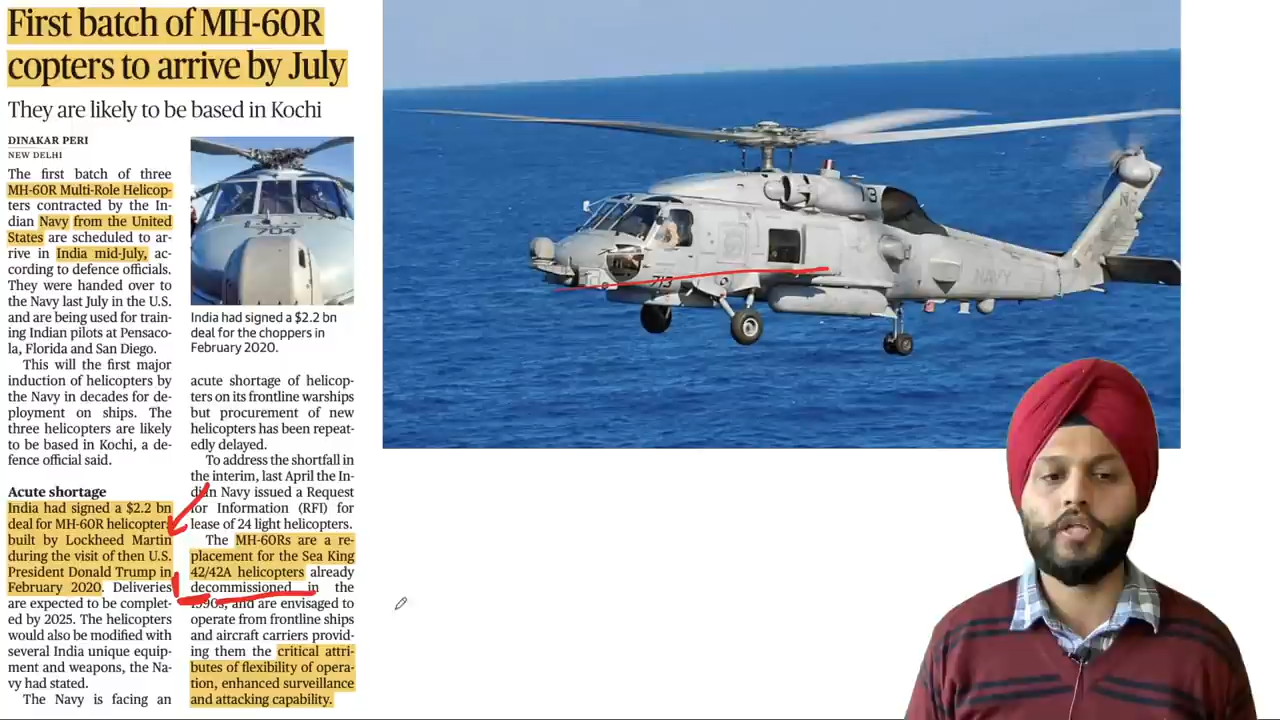 First batch of MH-60R
copters to arrive by July
They are likely to be based in Kochi
DINAKAR PERI
NEW DELHI
The first batch of three
MH-60R Multi-Role Helicop-
ters contracted by the In-
dian Navy from the United
States are scheduled to ar-
rive in India mid-July, ac-
cording to defence officials.
They were handed over to
the Navy last July in the U.S.
and are being used for train-
ing Indian pilots at Pensaco-
la, Florida and San Diego.
This will the first major
induction of helicopters by
the Navy in decades for de-
ployment on ships. The
three helicopters are likely
to be based in Kochi, a de-
fence official said.
Acute shortage
India had signed a $2.2 bn
deal for MH-60R helicopters
built by Lockheed Martin
during the visit of then U.S.
President Donald Trump in
February 2020. Deliveries
are expected to be complet-
ed by 2025. The helicopters
would also be modified with
several India unique equip-
ment and weapons, the Na-
vy had stated.
The Navy is facing an
704
India had signed a $2.2 bn
deal for the choppers in
February 2020.
acute shortage of helicop-
ters on its frontline warships
but procurement of new
helicopters has been repeat-
edly delayed.
To address the shortfall in
the interim, last April the In-
dian Navy issued a Request
for Information (RFI) for
lease of 24 light helicopters.
The MH-60Rs are a re-
placement for the Sea King
42/42A helicopters already
decommissioned in the
1990s, and are envisaged to
operate from frontline ships
and aircraft carriers provid-
ing them the critical attri-
butes of flexibility of opera-
tion, enhanced surveillance
and attacking capability.
13
713
NAVY